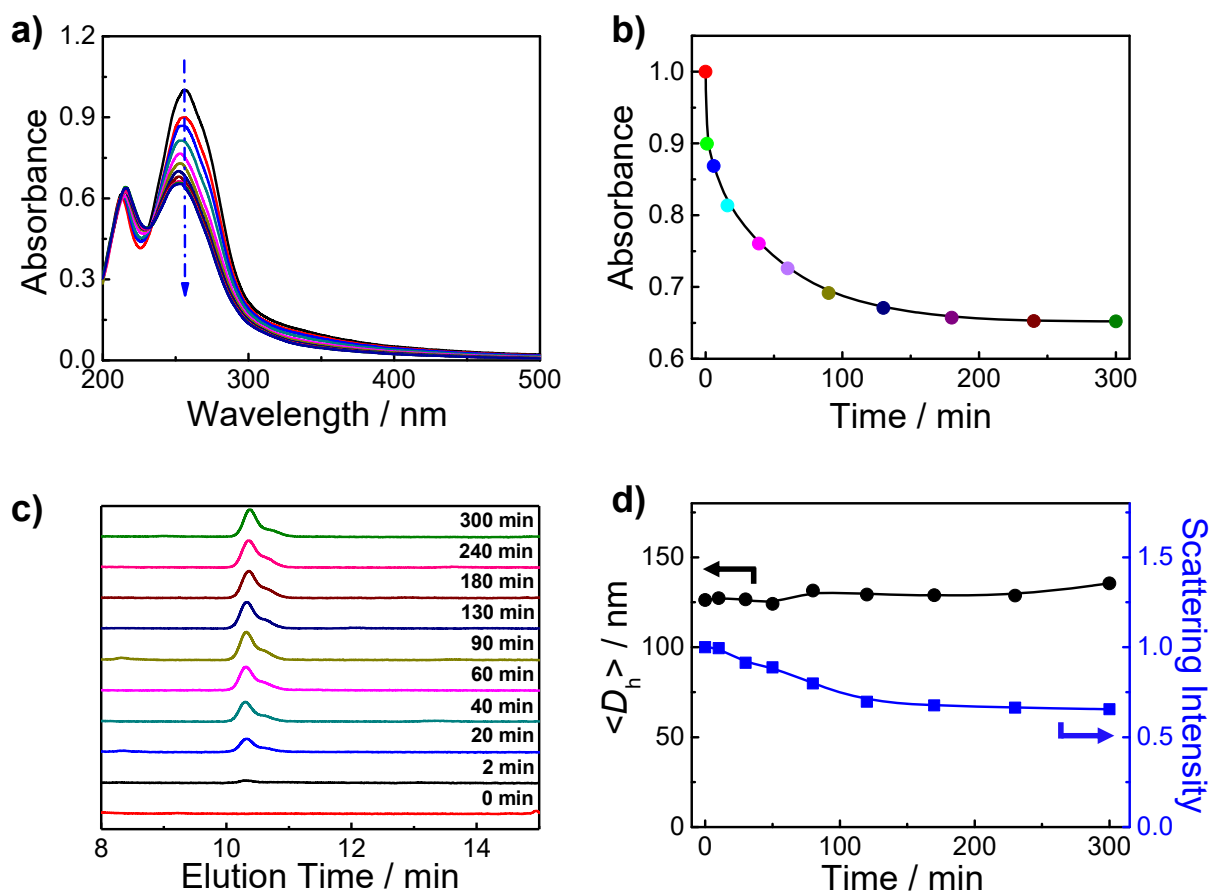 a)
1.2
0.9
0.6
0.3
0.0
Absorbance
200 300 400 500
Wavelength / nm
b)
1.0
0.9
0.8
0.7
0.6
Absorbance
0 100 200 300
Time / min
c)
300 min
240 min
180 min
130 min
90 min
60 min
40 min
20 min
2 min
0 min
8 10 12 14
Elution Time / min
d)
150
100
50
0
<Dh> / nm
1.5
1.0
0.5
0.0
Scattering Intensity
0 100 200 300
Time / min